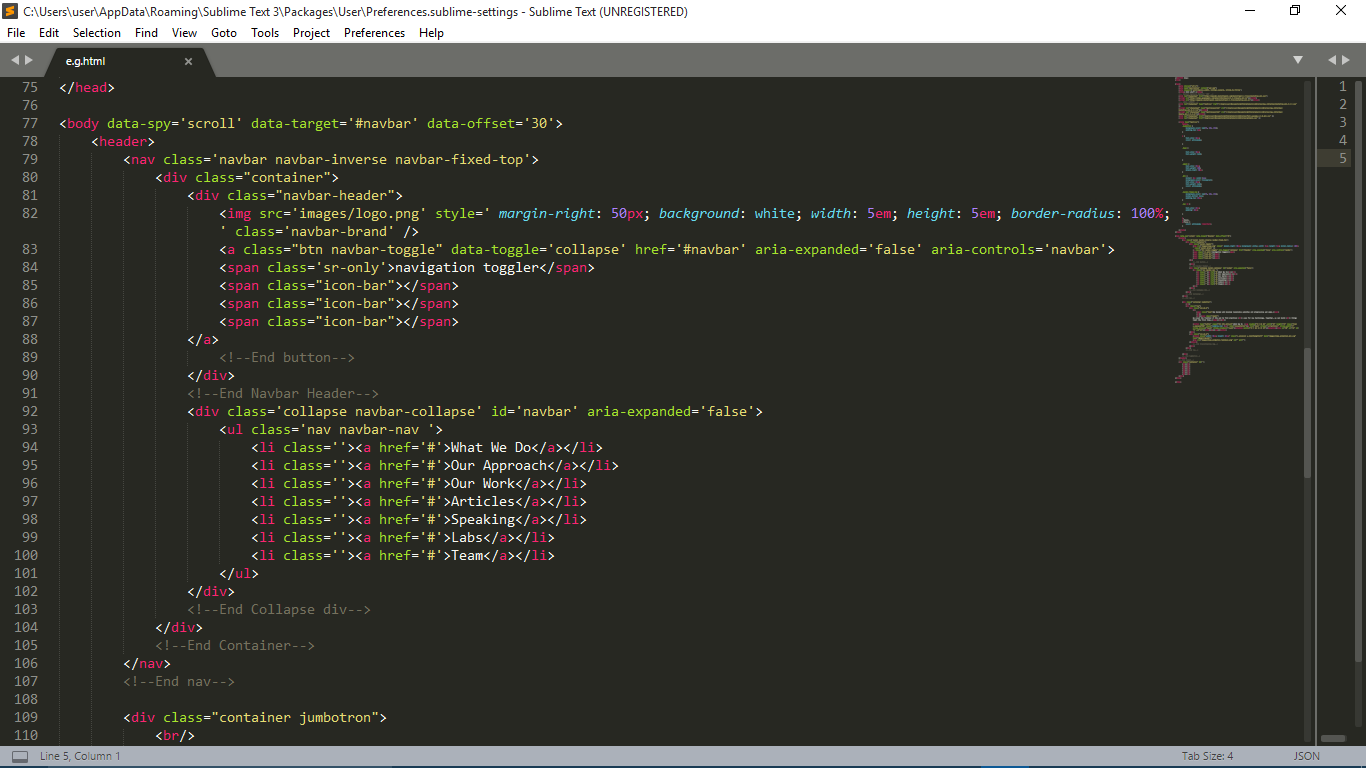 C:\Users\user\AppData\Roaming\Sublime Text 3\Packages\User\Preferences.sublime-settings - Sublime Text (UNREGISTERED)
File Edit Selection Find View Goto Tools Project Preferences Help
e.g.html
75 </head>
76
77 <body data-spy='scroll' data-target='#navbar' data-offset='30'>
78 <header>
79 <nav class='navbar navbar-inverse navbar-fixed-top'>
80 <div class="container">
81 <div class="navbar-header">
82 <img src='images/logo.png' style=' margin-right: 50px; background: white; width: 5em; height: 5em; border-radius: 100%;
' class='navbar-brand' />
83 <a class="btn navbar-toggle" data-toggle='collapse' href='#navbar' aria-expanded='false' aria-controls='navbar'>
84 <span class='sr-only'>navigation toggler</span>
85 <span class="icon-bar"></span>
86 <span class="icon-bar"></span>
87 <span class="icon-bar"></span>
88 </a>
89 <!--End button-->
90 </div>
91 <!--End Navbar Header-->
92 <div class='collapse navbar-collapse' id='navbar' aria-expanded='false'>
93 <ul class='nav navbar-nav '>
94 <li class=''><a href='#'>What We Do</a></li>
95 <li class=''><a href='#'>Our Approach</a></li>
96 <li class=''><a href='#'>Our Work</a></li>
97 <li class=''><a href='#'>Articles</a></li>
98 <li class=''><a href='#'>Speaking</a></li>
99 <li class=''><a href='#'>Labs</a></li>
100 <li class=''><a href='#'>Team</a></li>
101 </ul>
102 </div>
103 <!--End Collapse div-->
104 </div>
105 <!--End Container-->
106 </nav>
107 <!--End nav-->
108
109 <div class="container jumbotron">
110 <br/>
1
2
3
4
5
Line 5, Column 1
Tab Size: 4
JSON